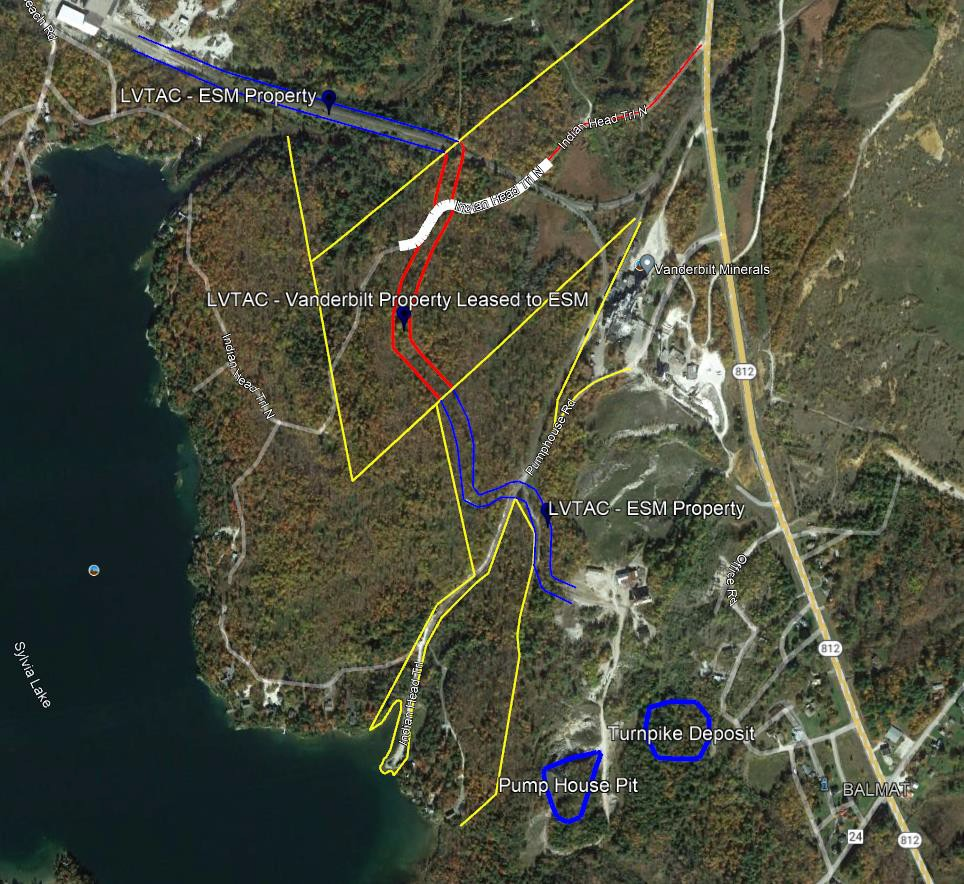 each Rd
LVTAC - ESM Property
Indian Head Trl N
Indian Head Trl N
Vanderbilt Minerals
LVTAC - Vanderbilt Property Leased to ESM
Indian Head Trl N
812
Pumphouse Rd
LVTAC - ESM Property
Office Rd
812
Sylvia Lake
Indian Head Trl
Turnpike Deposit
Pump House Pit
BALMAT
24
812